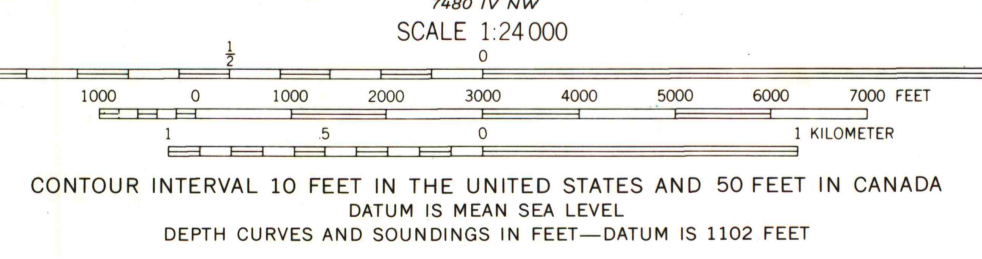 7480 IV NW
SCALE 1:24 000
1/2 0
1000 0 1000 2000 3000 4000 5000 6000 7000 FEET
1 .5 0 1 KILOMETER
CONTOUR INTERVAL 10 FEET IN THE UNITED STATES AND 50 FEET IN CANADA
DATUM IS MEAN SEA LEVEL
DEPTH CURVES AND SOUNDINGS IN FEET—DATUM IS 1102 FEET